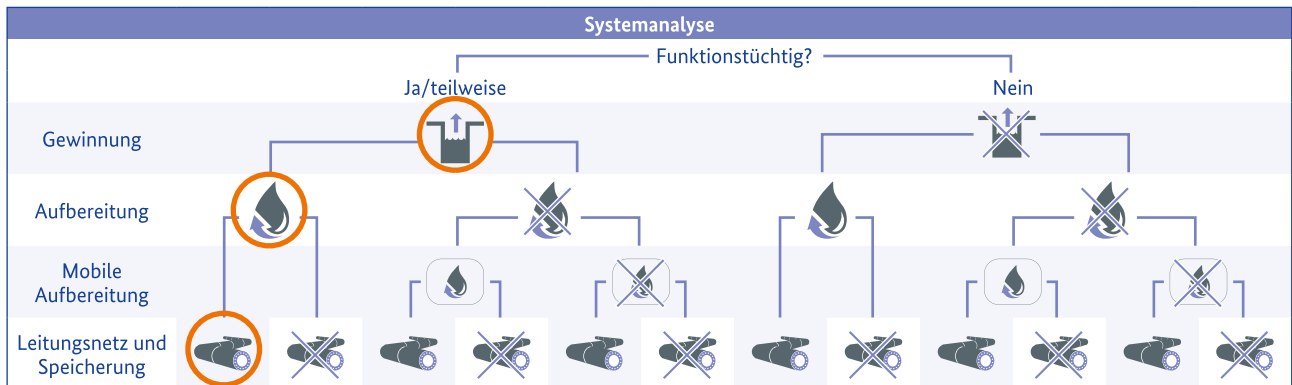 Systemanalyse
Funktionstüchtig?
Ja/teilweise
Nein
Gewinnung
Aufbereitung
Mobile
Aufbereitung
Leitungsnetz und
Speicherung